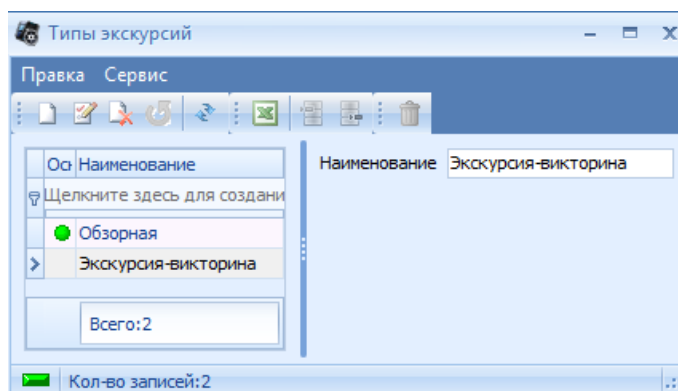 Типы экскурсий
Правка Сервис
Осн Наименование
Щелкните здесь для создани
Обзорная
Экскурсия-викторина
Всего:2
Наименование Экскурсия-викторина
Кол-во записей:2